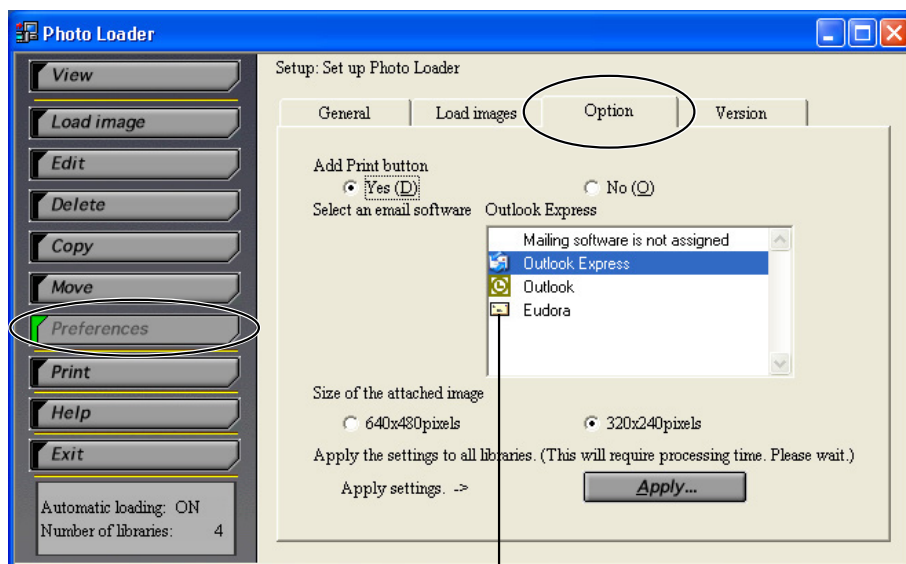 Photo Loader
View
Load image
Edit
Delete
Copy
Move
Preferences
Print
Help
Exit
Automatic loading: ON
Number of libraries: 4
Setup: Set up Photo Loader
General Load images Option Version
Add Print button
Yes (D) No (O)
Select an email software Outlook Express
Mailing software is not assigned
Outlook Express
Outlook
Eudora
Size of the attached image
640x480pixels 320x240pixels
Apply the settings to all libraries. (This will require processing time. Please wait.)
Apply settings. -> Apply...